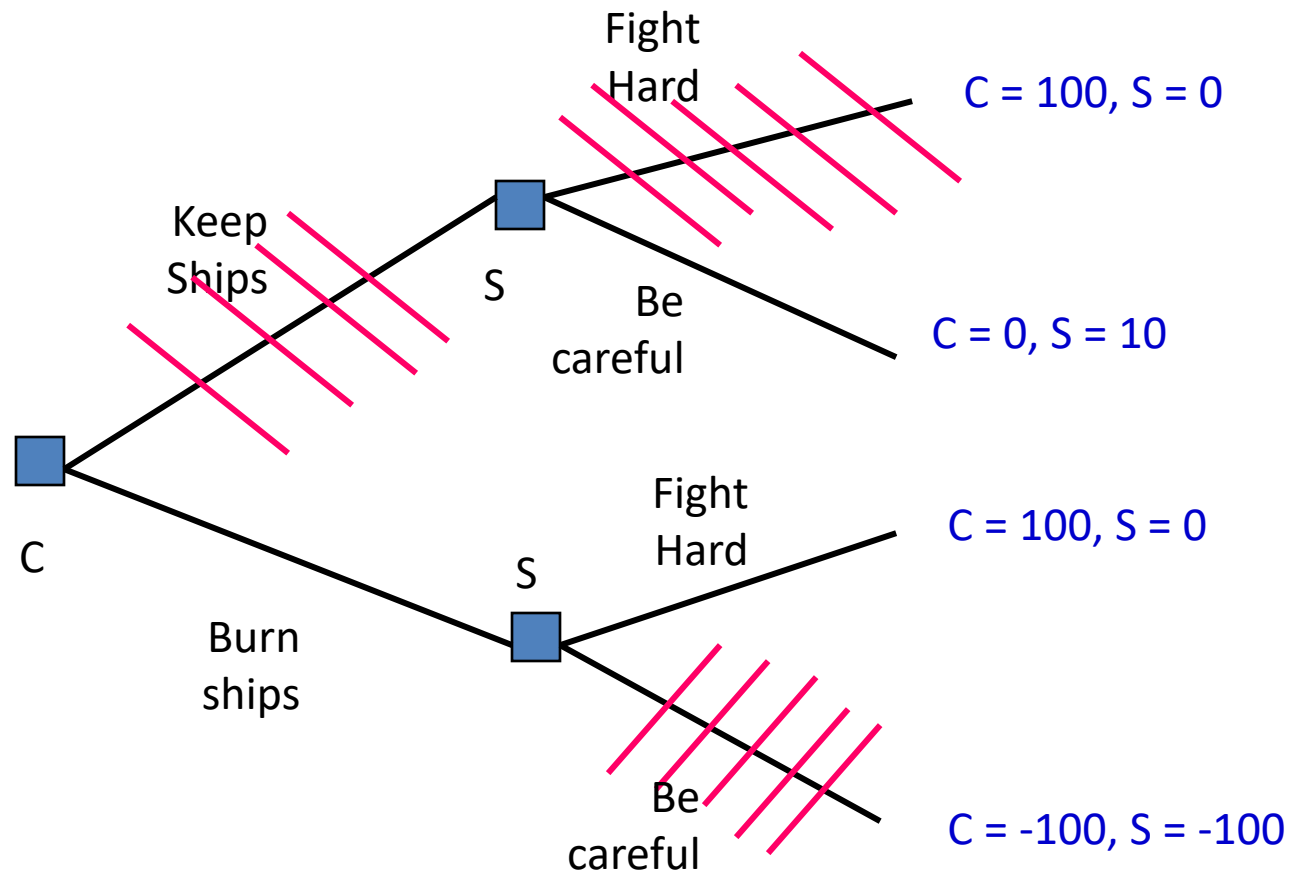 Fight
Hard
C = 100, S = 0
Keep
Ships
S
Be
careful
C = 0, S = 10
C
Fight
Hard
C = 100, S = 0
S
Burn
ships
Be
careful
C = -100, S = -100